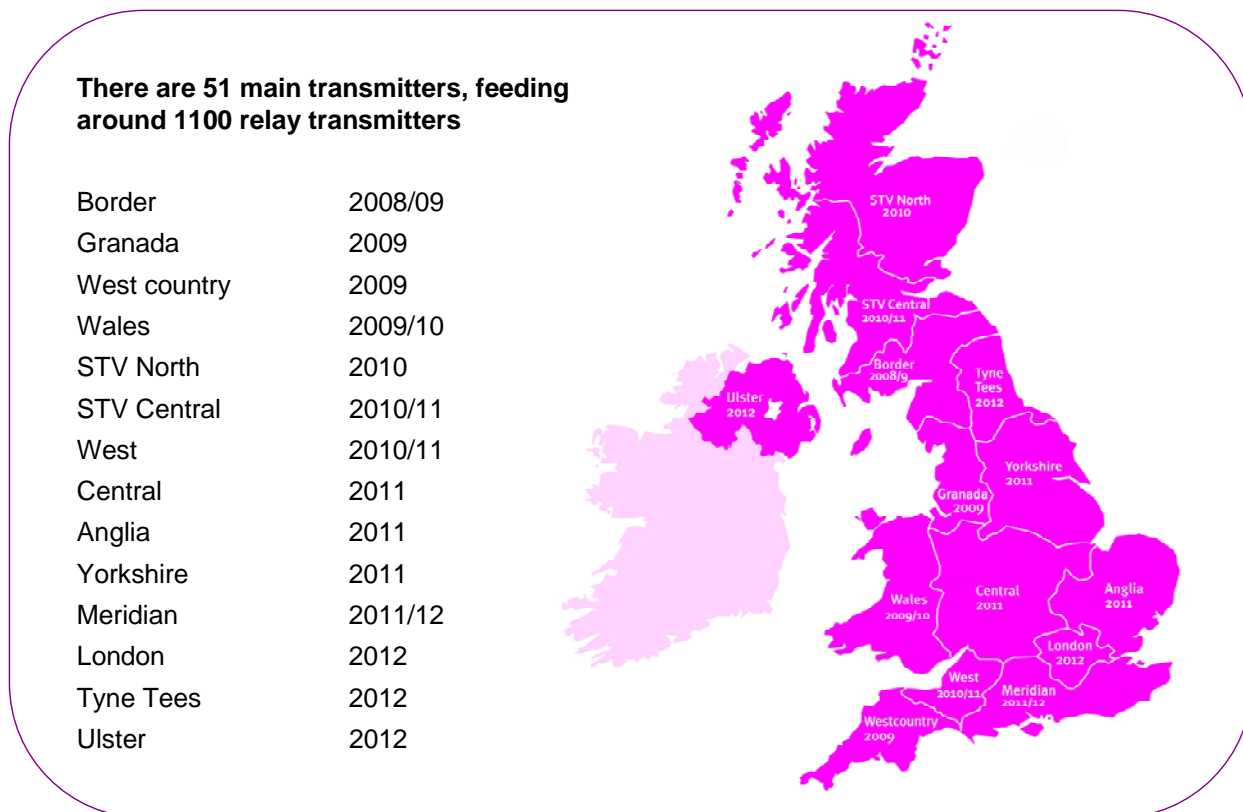 There are 51 main transmitters, feeding
around 1100 relay transmitters
Border 2008/09
Granada 2009
West country 2009
Wales 2009/10
STV North 2010
STV Central 2010/11
West 2010/11
Central 2011
Anglia 2011
Yorkshire 2011
Meridian 2011/12
London 2012
Tyne Tees 2012
Ulster 2012
STV North
2010
STV Central
2010/11
Border
2008/9
Tyne
Tees
2012
Ulster
2012
Yorkshire
2011
Granada
2009
Wales
2009/10
Central
2011
Anglia
2011
London
2012
West
2010/11
Meridian
2011/12
Westcountry
2009